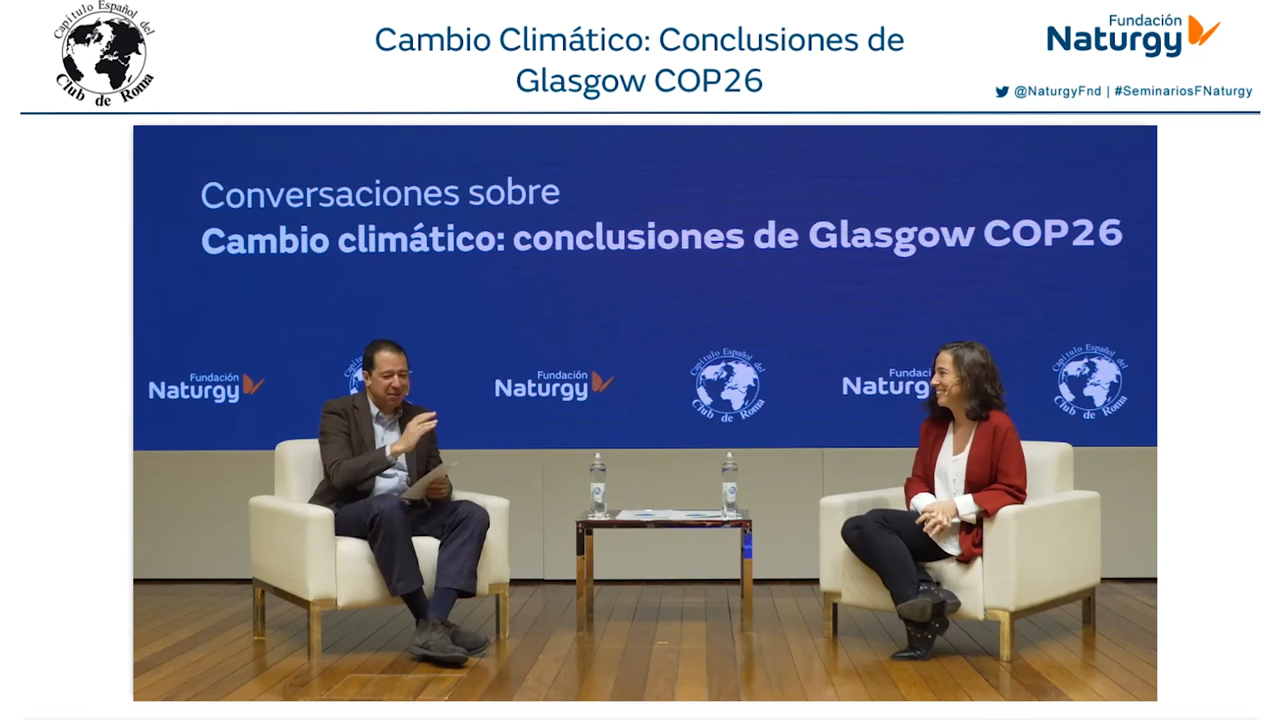 Capítulo Español del
Club de Roma
Cambio Climático: Conclusiones de
Glasgow COP26
Fundación
Naturgy
@NaturgyFnd | #SeminariosFNaturgy
Conversaciones sobre
Cambio climático: conclusiones de Glasgow COP26
Fundación
Naturgy
Fundación
Naturgy
Capítulo Español del
Club de Roma
Naturg
Capítulo Español del
Club de Roma